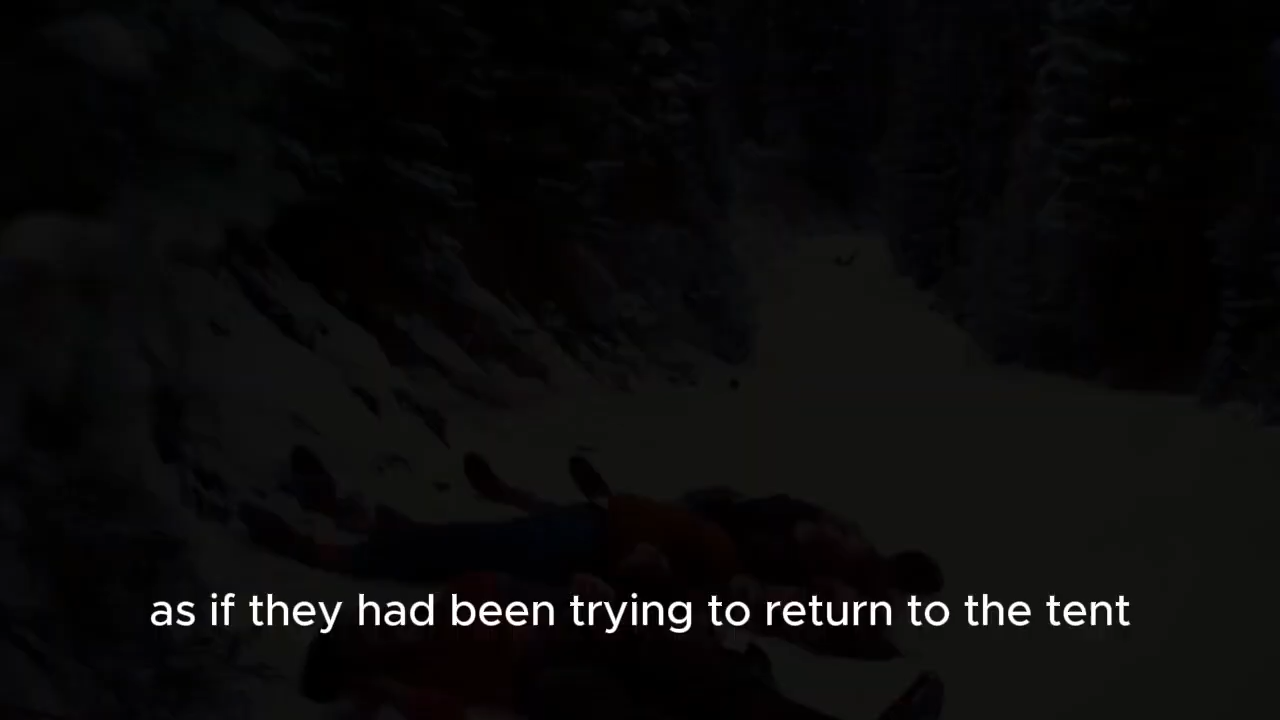 as if they had been trying to return to the tent